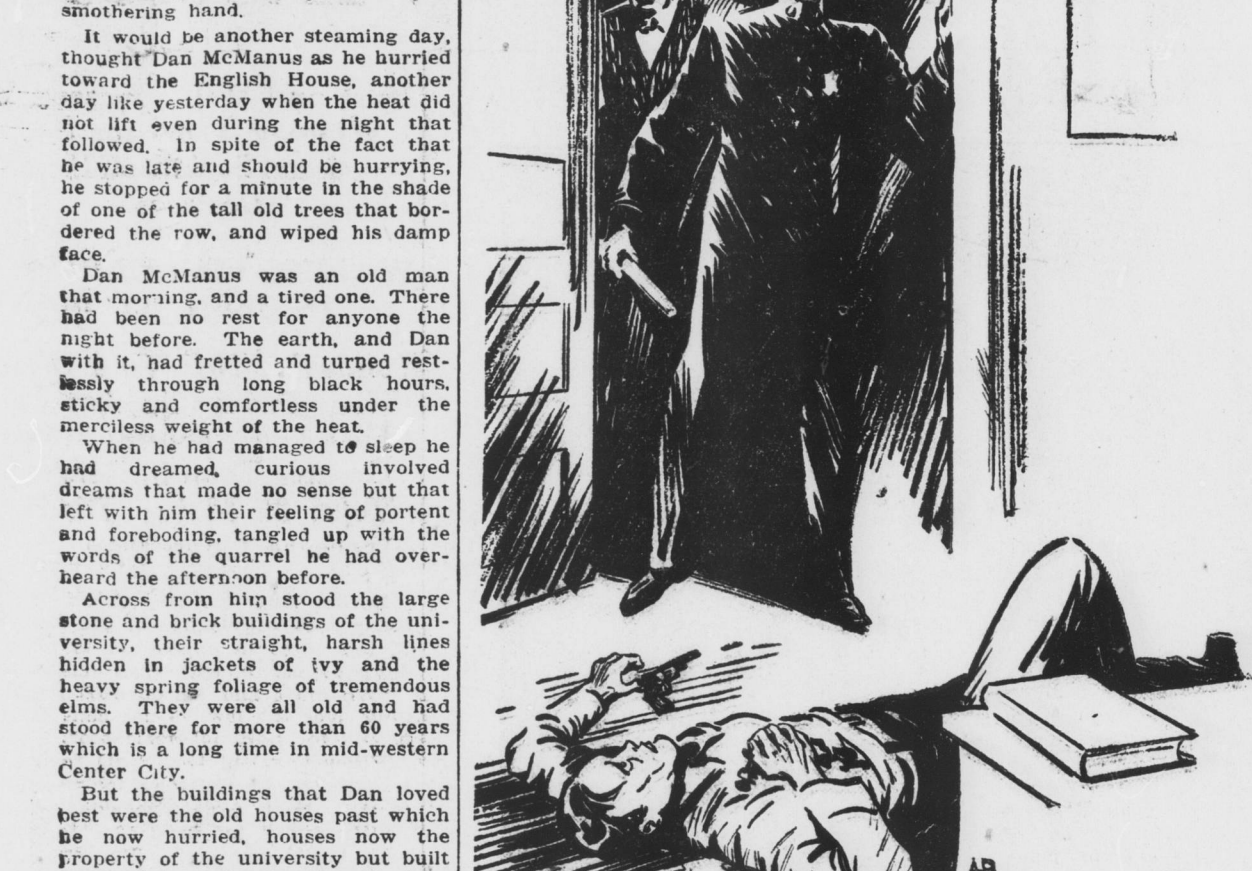 smothering hand.
It would be another steaming day,
thought Dan McManus as he hurried
toward the English House, another
day like yesterday when the heat did
not lift even during the night that
followed. In spite of the fact that
he was late and should be hurrying,
he stopped for a minute in the shade
of one of the tall old trees that bor-
dered the row, and wiped his damp
face.
Dan McManus was an old man
that morning, and a tired one. There
had been no rest for anyone the
night before. The earth, and Dan
with it, had fretted and turned rest-
lessly through long black hours,
sticky and comfortless under the
merciless weight of the heat.
When he had managed to sleep he
had dreamed, curious involved
dreams that made no sense but that
left with him their feeling of portent
and foreboding, tangled up with the
words of the quarrel he had over-
heard the afternoon before.
Across from him stood the large
stone and brick buildings of the uni-
versity, their straight, harsh lines
hidden in jackets of ivy and the
heavy spring foliage of tremendous
elms. They were all old and had
stood there for more than 60 years
which is a long time in mid-western
Center City.
But the buildings that Dan loved
best were the old houses past which
he now hurried, houses now the
property of the university but built